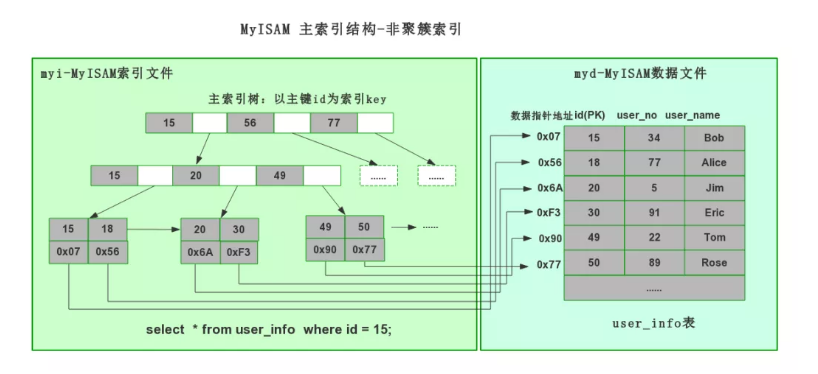 MyISAM 主索引结构-非聚簇索引
myi-MyISAM索引文件
主索引树：以主键id为索引key
15 56 77
15 20 49
...... ......
15 18
0x07 0x56
20 30
0x6A 0xF3
49 50
0x90 0x77
......
select * from user_info where id = 15;
myd-MyISAM数据文件
数据指针地址 id(PK) user_no user_name
0x07 15 34 Bob
0x56 18 77 Alice
0x6A 20 5 Jim
0xF3 30 91 Eric
0x90 49 22 Tom
0x77 50 89 Rose
......
user_info表